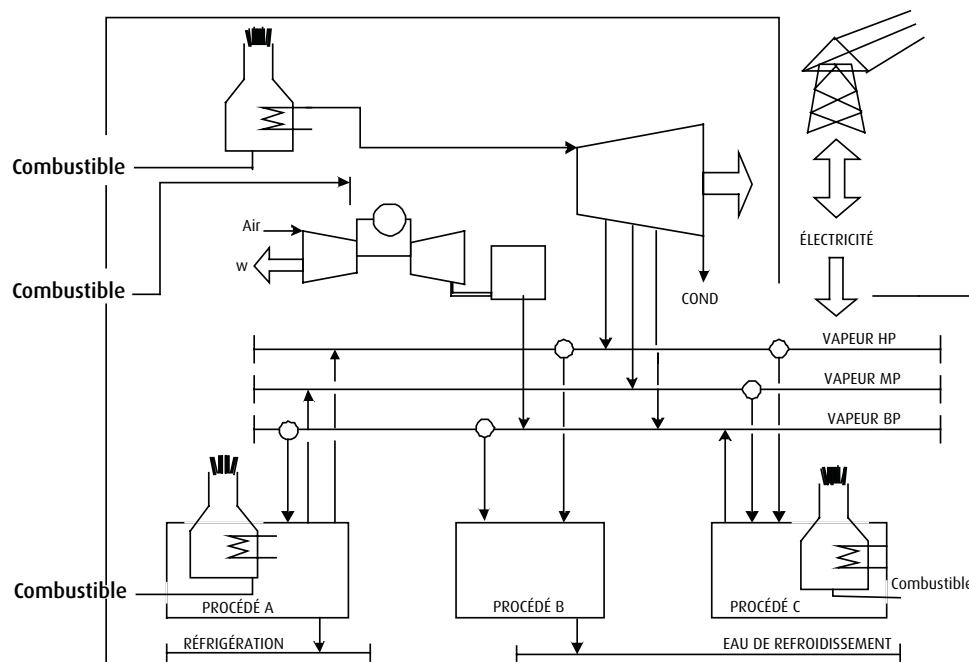 Combustible
Combustible
Air
W
COND
ÉLECTRICITÉ
VAPEUR HP
VAPEUR MP
VAPEUR BP
Combustible
PROCÉDÉ A
PROCÉDÉ B
PROCÉDÉ C
Combustible
RÉFRIGÉRATION
EAU DE REFROIDISSEMENT